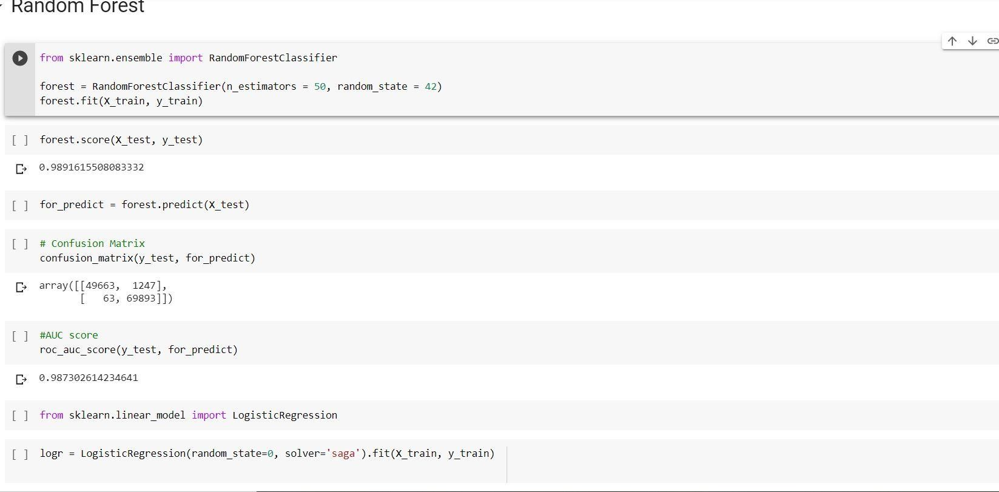 Random Forest
from sklearn.ensemble import RandomForestClassifier
forest = RandomForestClassifier(n_estimators = 50, random_state = 42)
forest.fit(X_train, y_train)
[ ] forest.score(X_test, y_test)
0.9891615508083332
[ ] for_predict = forest.predict(X_test)
[ ] # Confusion Matrix
confusion_matrix(y_test, for_predict)
array([[49663,  1247],
       [   63, 69893]])
[ ] #AUC score
roc_auc_score(y_test, for_predict)
0.987302614234641
[ ] from sklearn.linear_model import LogisticRegression
[ ] logr = LogisticRegression(random_state=0, solver='saga').fit(X_train, y_train)